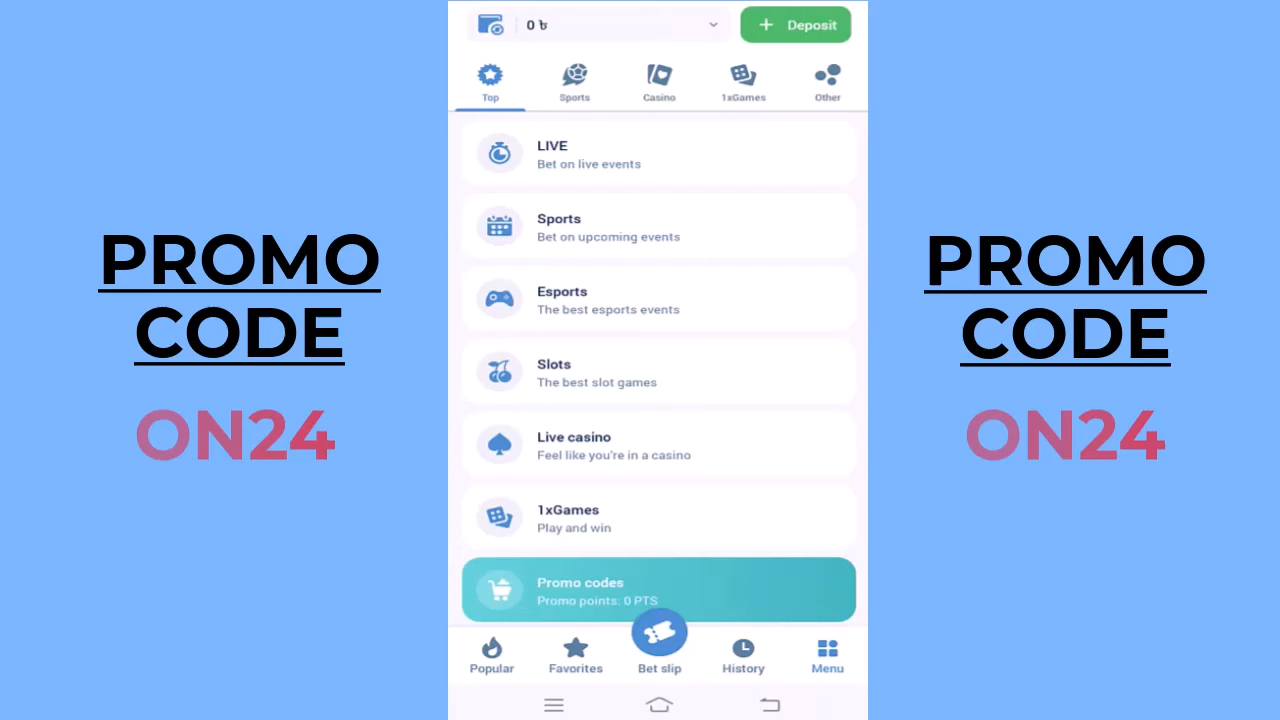 0 ৳
Deposit
Top
Sports
Casino
1xGames
Other
LIVE
Bet on live events
Sports
Bet on upcoming events
Esports
The best esports events
Slots
The best slot games
Live casino
Feel like you're in a casino
1xGames
Play and win
Promo codes
Promo points: 0 PTS
Popular
Favorites
Bet slip
History
Menu
PROMO
CODE
ON24
PROMO
CODE
ON24